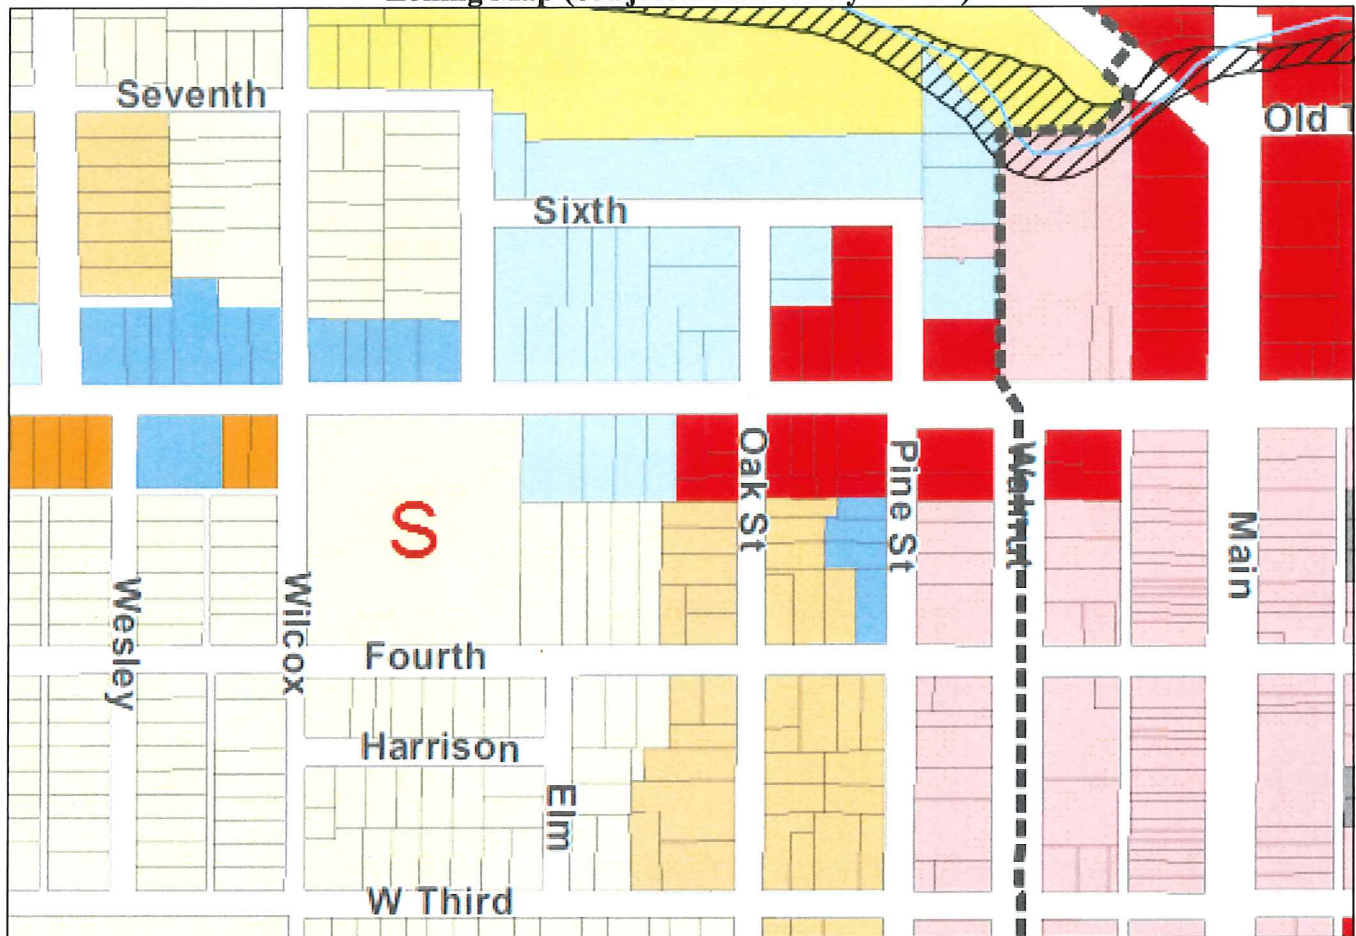 Seventh
Old T
Sixth
Oak St
Pine St
Walnut
Main
S
Wesley
Wilcox
Fourth
Harrison
Elm
W Third